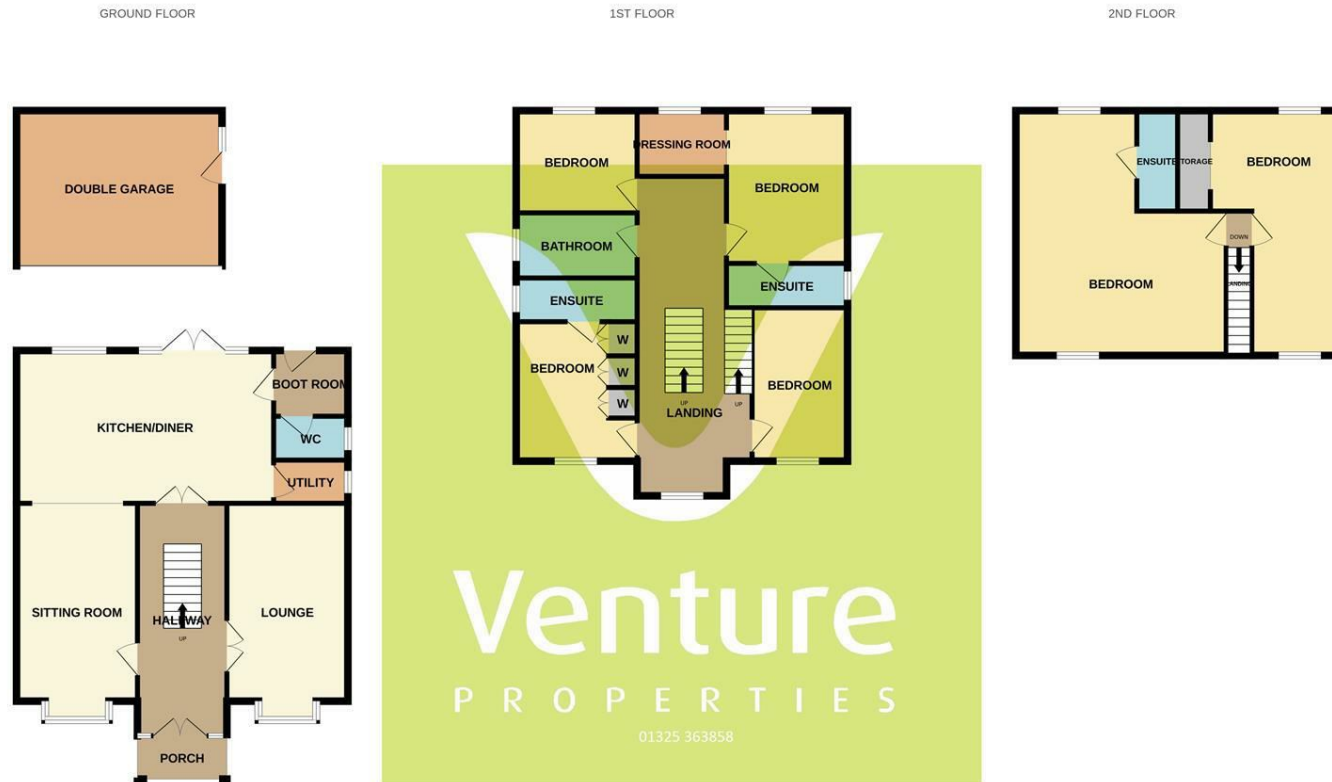 GROUND FLOOR
1ST FLOOR
2ND FLOOR
DOUBLE GARAGE
KITCHEN/DINER
BOOT ROOM
WC
UTILITY
SITTING ROOM
HALLWAY
UP
LOUNGE
PORCH
BEDROOM
DRESSING ROOM
BEDROOM
BATHROOM
ENSUITE
ENSUITE
BEDROOM
W
W
W
BEDROOM
UP
UP
LANDING
BEDROOM
ENSUITE
STORAGE
BEDROOM
DOWN
LANDING
Venture
PROPERTIES
01325 363858